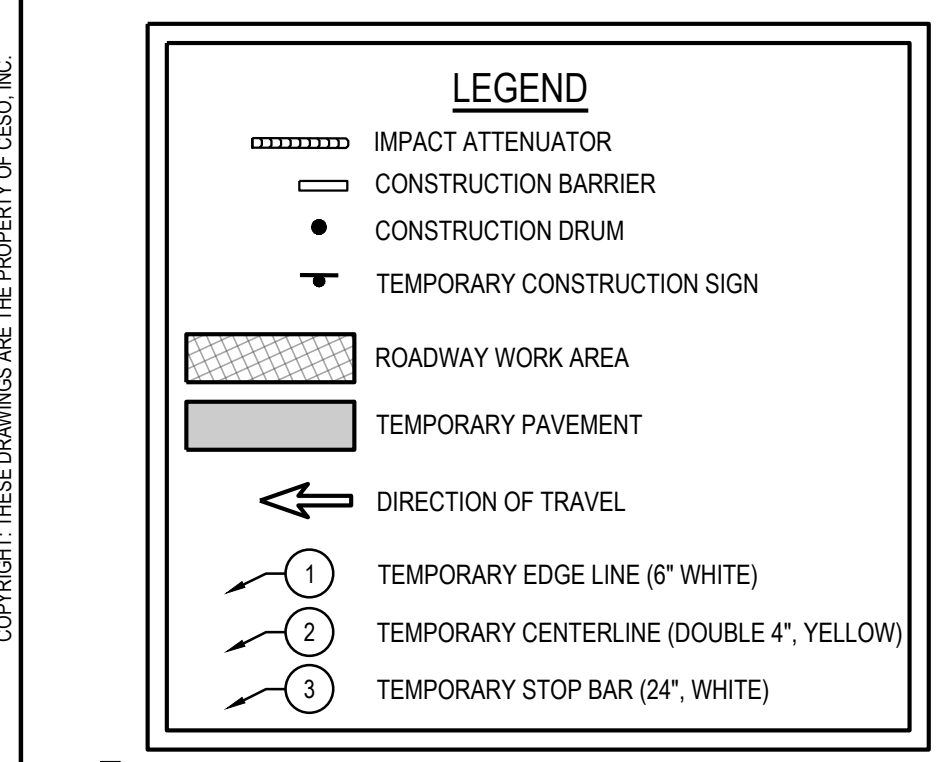 COPYRIGHT: THESE DRAWINGS ARE THE PROPERTY OF CESO, INC.
LEGEND
IMPACT ATTENUATOR
CONSTRUCTION BARRIER
CONSTRUCTION DRUM
TEMPORARY CONSTRUCTION SIGN
ROADWAY WORK AREA
TEMPORARY PAVEMENT
DIRECTION OF TRAVEL
1 TEMPORARY EDGE LINE (6" WHITE)
2 TEMPORARY CENTERLINE (DOUBLE 4", YELLOW)
3 TEMPORARY STOP BAR (24", WHITE)